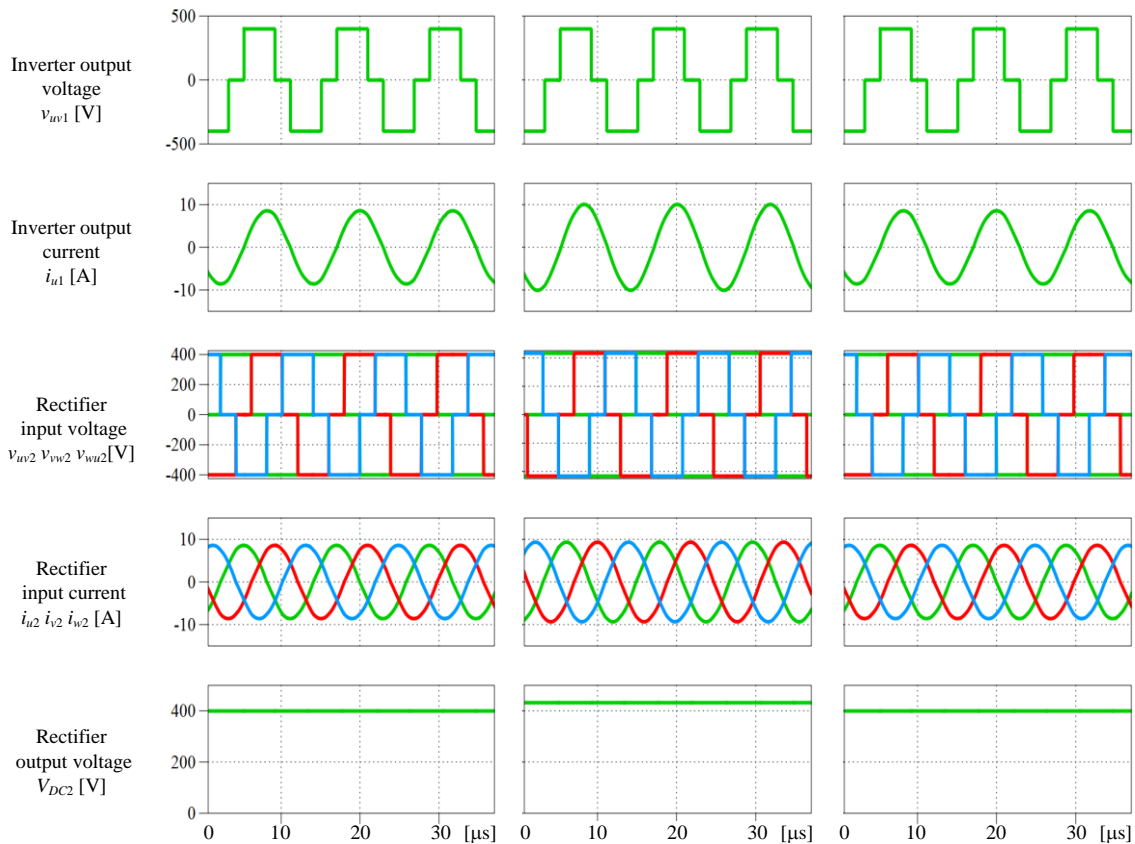 Inverter output
voltage
vuv1 [V]
500
0
-500
Inverter output
current
iu1 [A]
10
0
-10
Rectifier
input voltage
vuv2 vvw2 vwu2[V]
400
200
0
-200
-400
Rectifier
input current
iu2 iv2 iw2 [A]
10
0
-10
Rectifier
output voltage
VDC2 [V]
400
200
0
0 10 20 30 [μs]
0 10 20 30 [μs]
0 10 20 30 [μs]